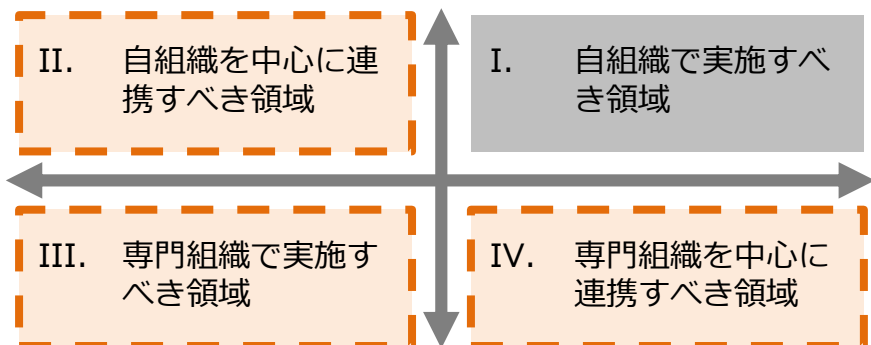 II. 自組織を中心に連
携すべき領域
I. 自組織で実施すべ
き領域
III. 専門組織で実施す
べき領域
IV. 専門組織を中心に
連携すべき領域